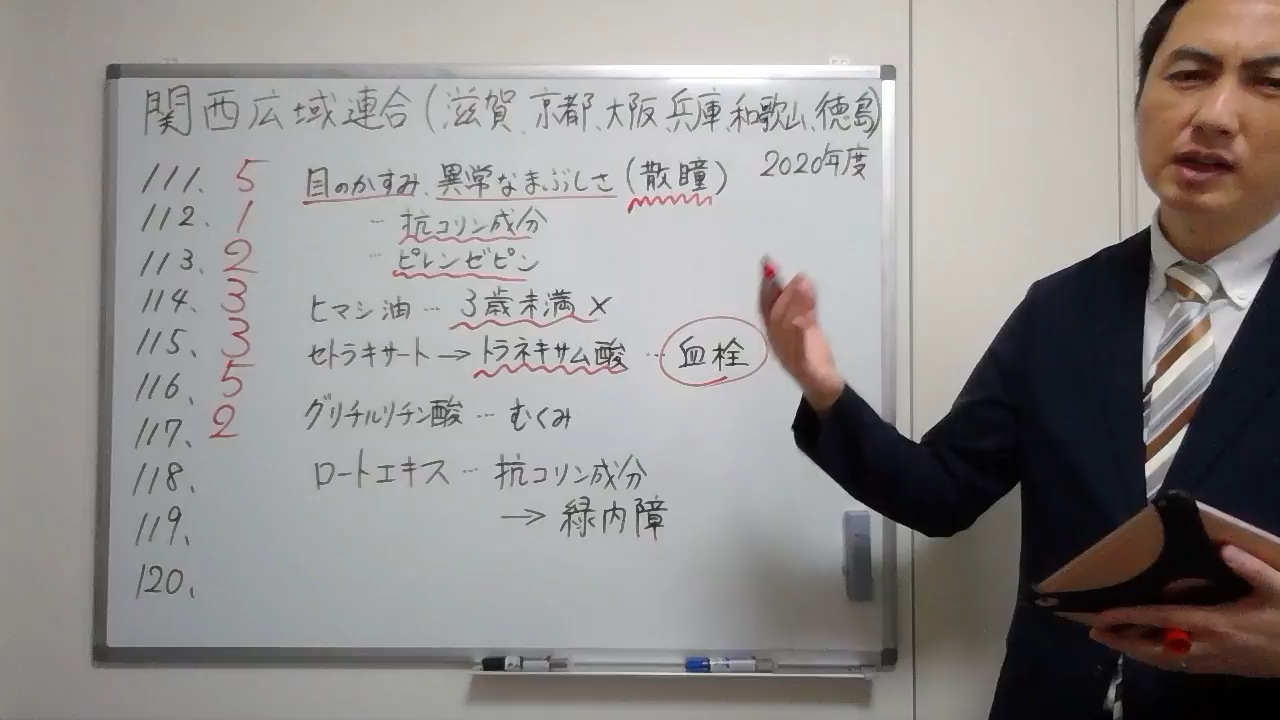 関西広域連合(滋賀、京都、大阪、兵庫、和歌山、徳島)
2020年度
111. 5 目のかすみ、異常なまぶしさ(散瞳)
112. 1 … 抗コリン成分
113. 2 … ピレンゼピン
114. 3 ヒマシ油 … 3歳未満×
115. 3 セトラキサート→トラネキサム酸 … 血栓
116. 5
117. 2 グリチルリチン酸 … むくみ
118. ロートエキス … 抗コリン成分
119. → 緑内障
120.